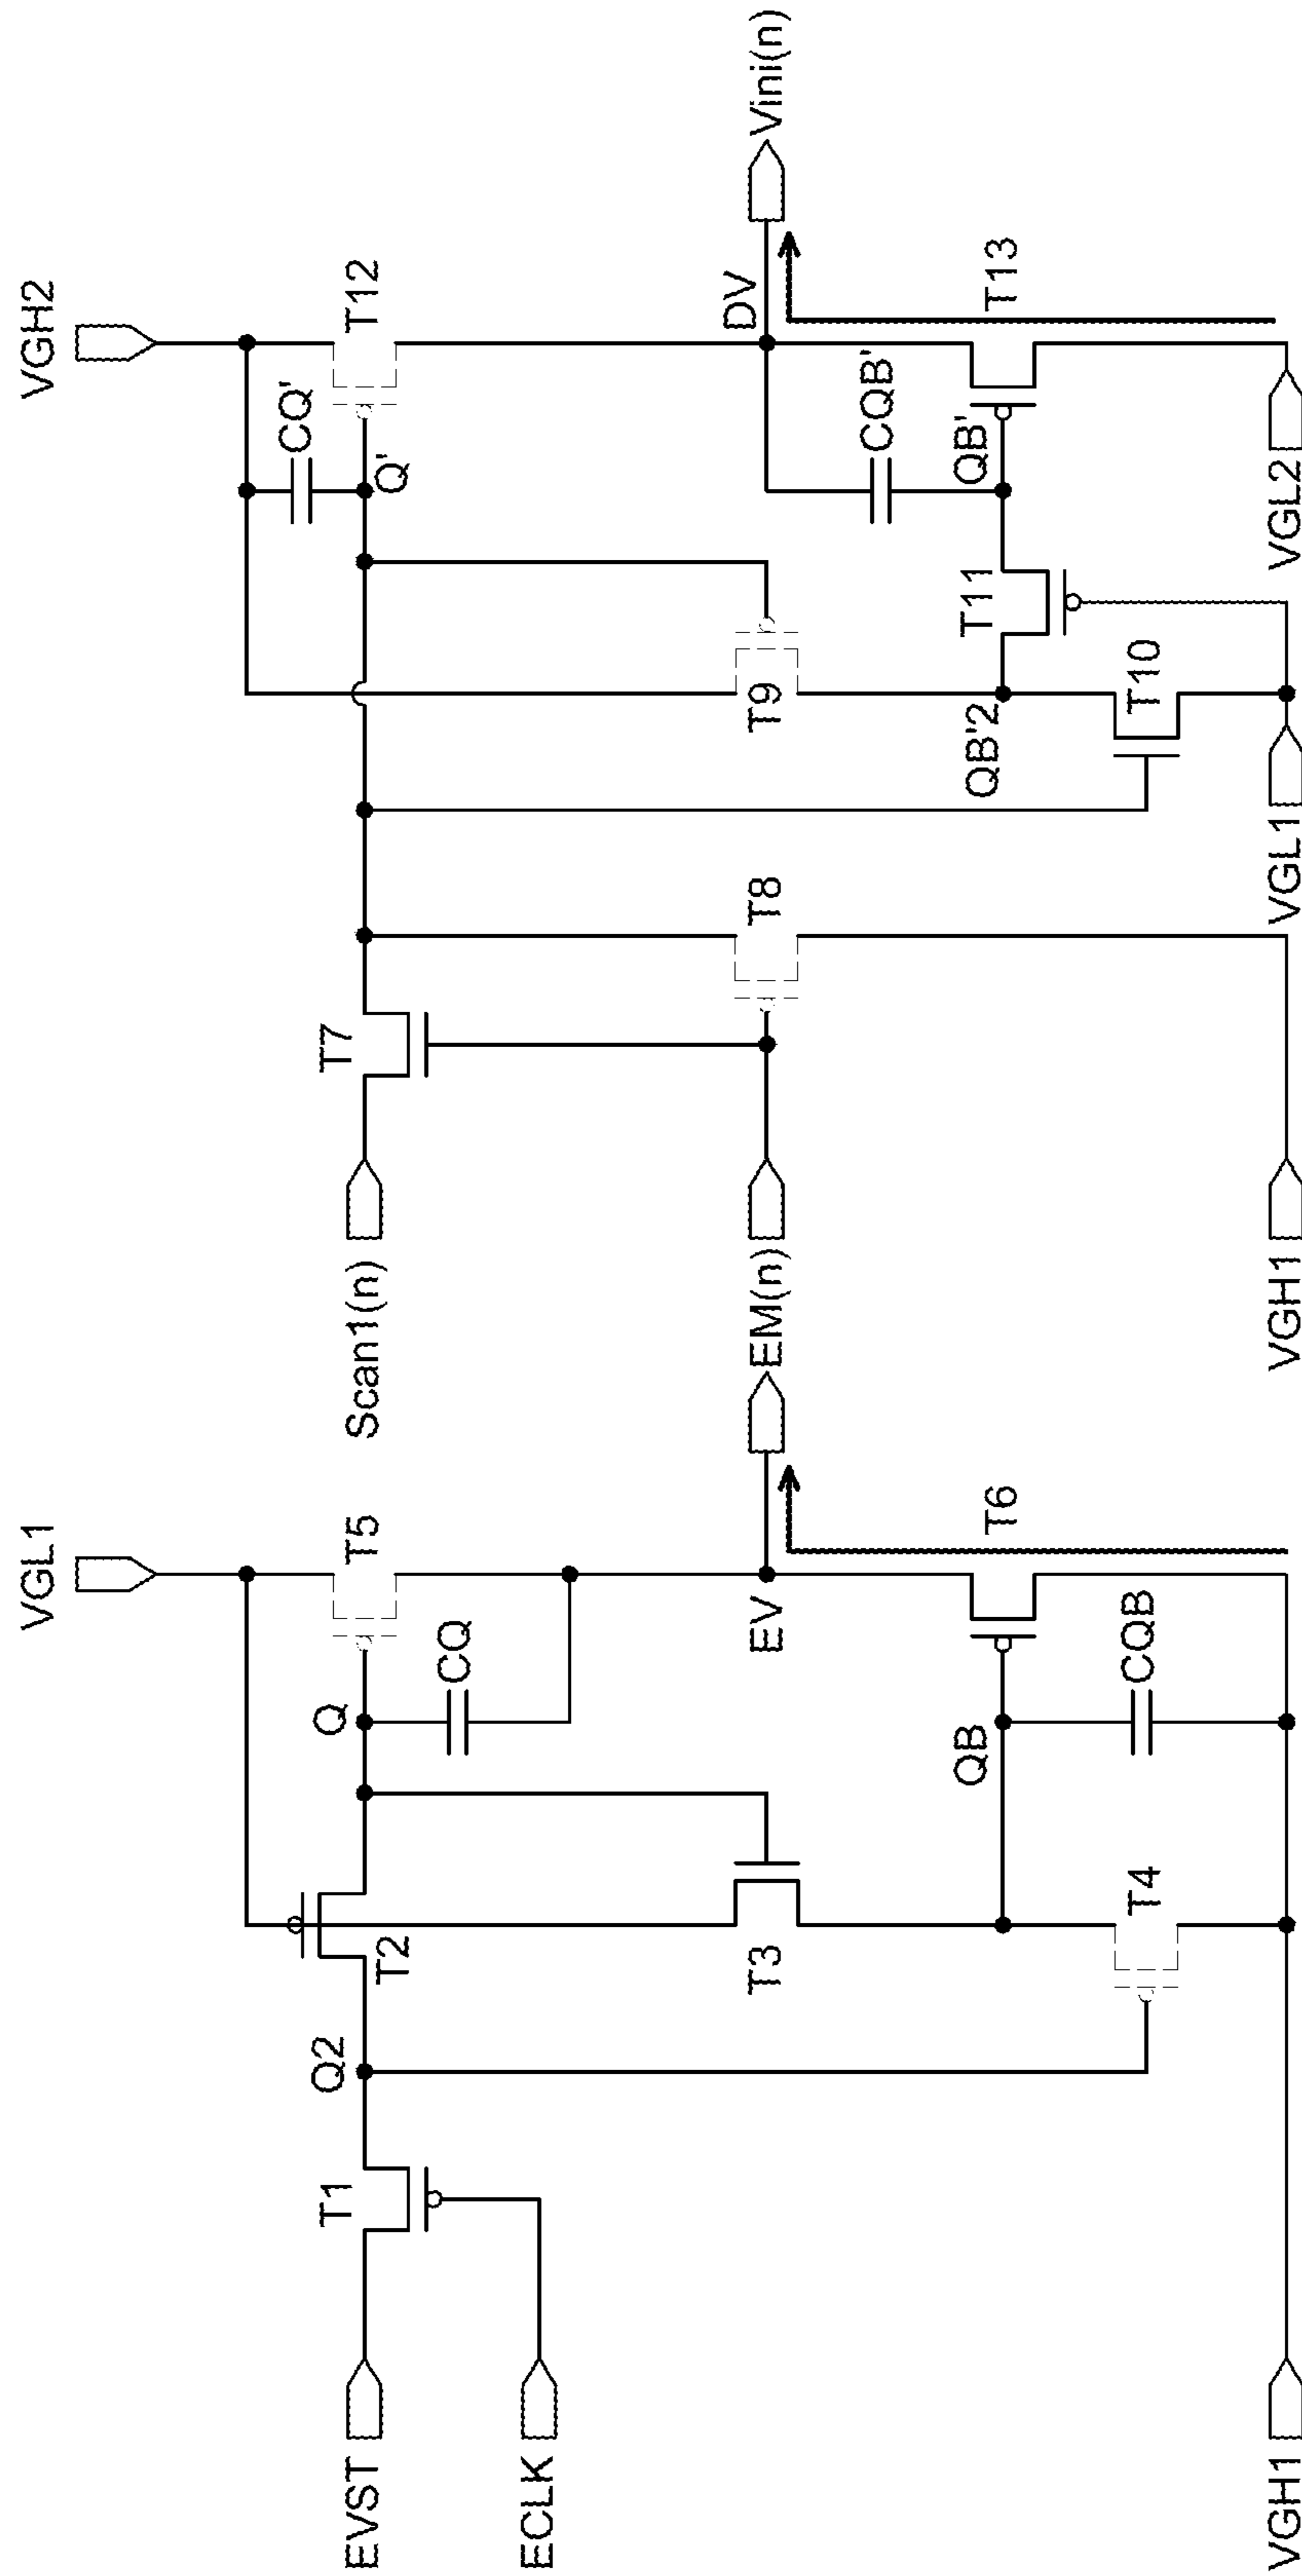 EVST
ECLK
VGH1
T1
Q2
T2
T3
T4
Q
CQ
QB
CQB
VGL1
T5
EV
T6
EM(n)
Scan1(n)
VGH1
T7
T8
VGL1
QB'2
T10
T9
T11
Q'
CQ'
QB'
CQB'
VGH2
T12
DV
T13
VGL2
Vini(n)